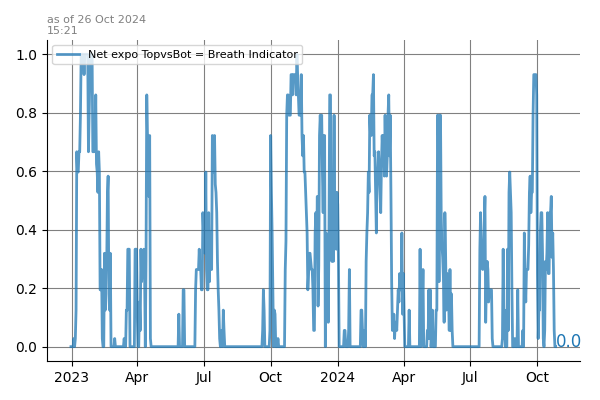 as of 26 Oct 2024
15:21
Net expo TopvsBot = Breath Indicator
1.0
0.8
0.6
0.4
0.2
0.0
0.0
2023 Apr Jul Oct 2024 Apr Jul Oct